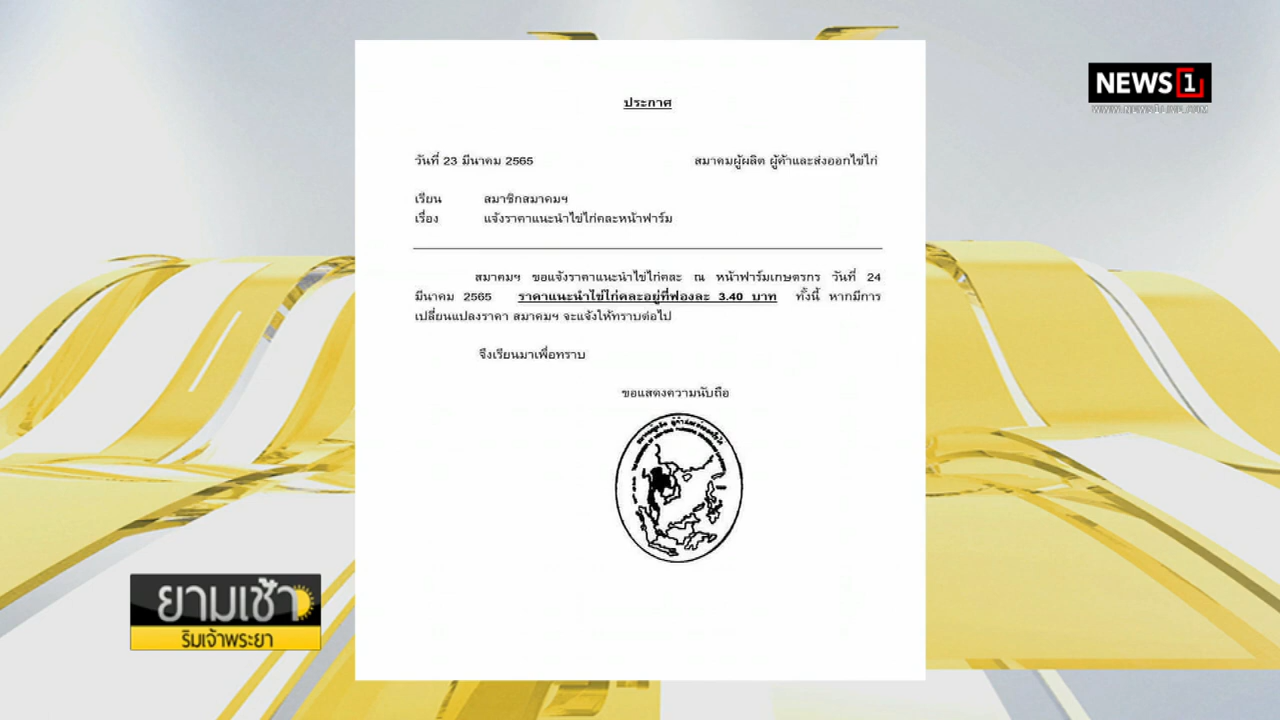 NEWS 1
WWW.NEWS1LIVE.COM
ประกาศ
วันที่ 23 มีนาคม 2565 สมาคมผู้ผลิต ผู้ค้าและส่งออกไข่ไก่
เรียน สมาชิกสมาคมฯ
เรื่อง แจ้งราคาแนะนำไข่ไก่คละหน้าฟาร์ม
สมาคมฯ ขอแจ้งราคาแนะนำไข่ไก่คละ ณ หน้าฟาร์มเกษตรกร วันที่ 24
มีนาคม 2565 ราคาแนะนำไข่ไก่คละอยู่ที่ฟองละ 3.40 บาท ทั้งนี้ หากมีการ
เปลี่ยนแปลงราคา สมาคมฯ จะแจ้งให้ทราบต่อไป
จึงเรียนมาเพื่อทราบ
ขอแสดงความนับถือ
ยามเช้า
ริมเจ้าพระยา